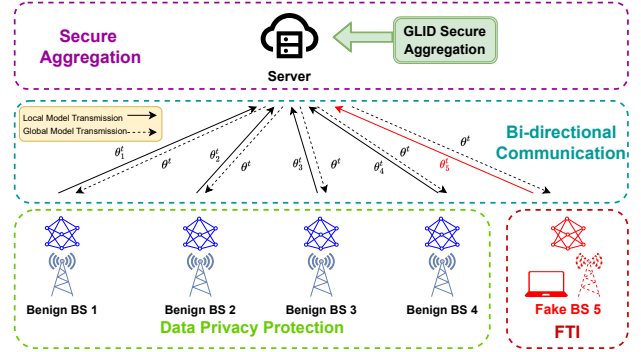 Secure
Aggregation
Server
GLID Secure
Aggregation
Local Model Transmission
Global Model Transmission
Bi-directional
Communication
θ₁ᵗ
θᵗ
θ₂ᵗ
θᵗ
θ₃ᵗ
θᵗ
θ₄ᵗ
θᵗ
θ₅ᵗ
θᵗ
Benign BS 1
Benign BS 2
Benign BS 3
Benign BS 4
Fake BS 5
Data Privacy Protection
FTI